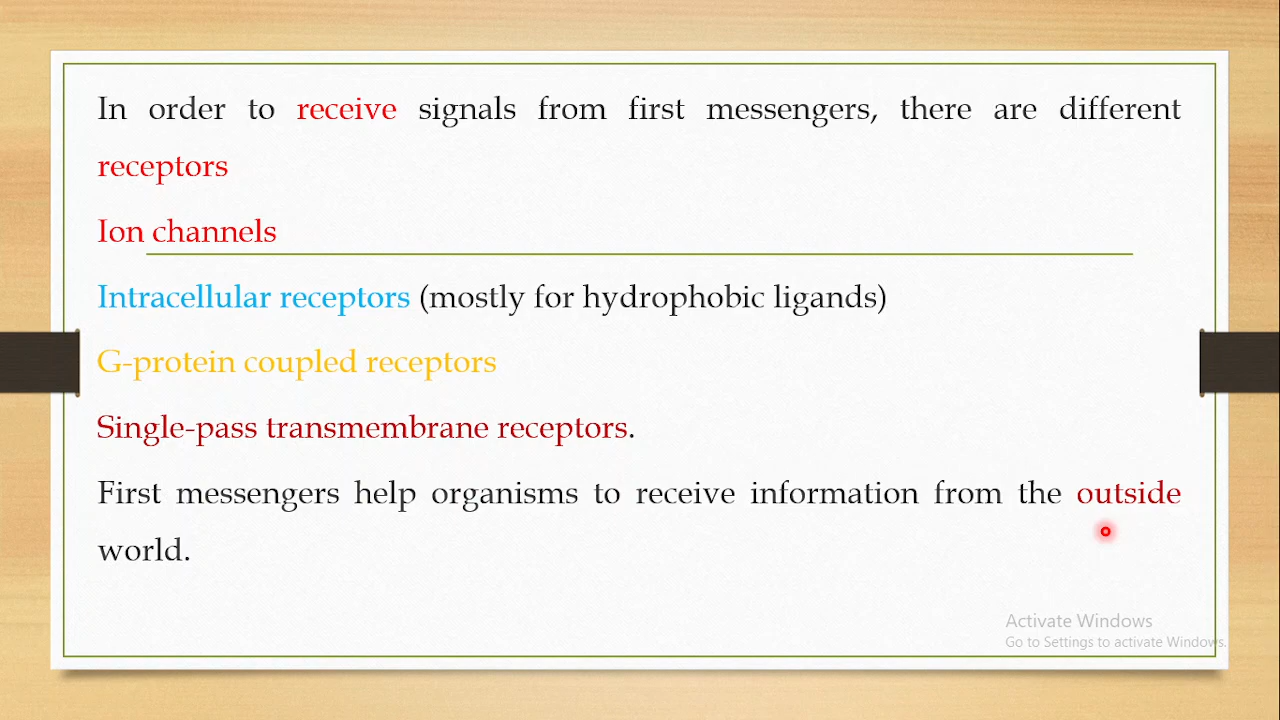 In order to receive signals from first messengers, there are different
receptors
Ion channels
Intracellular receptors (mostly for hydrophobic ligands)
G-protein coupled receptors
Single-pass transmembrane receptors.
First messengers help organisms to receive information from the outside
world.
Activate Windows
Go to Settings to activate Windows.